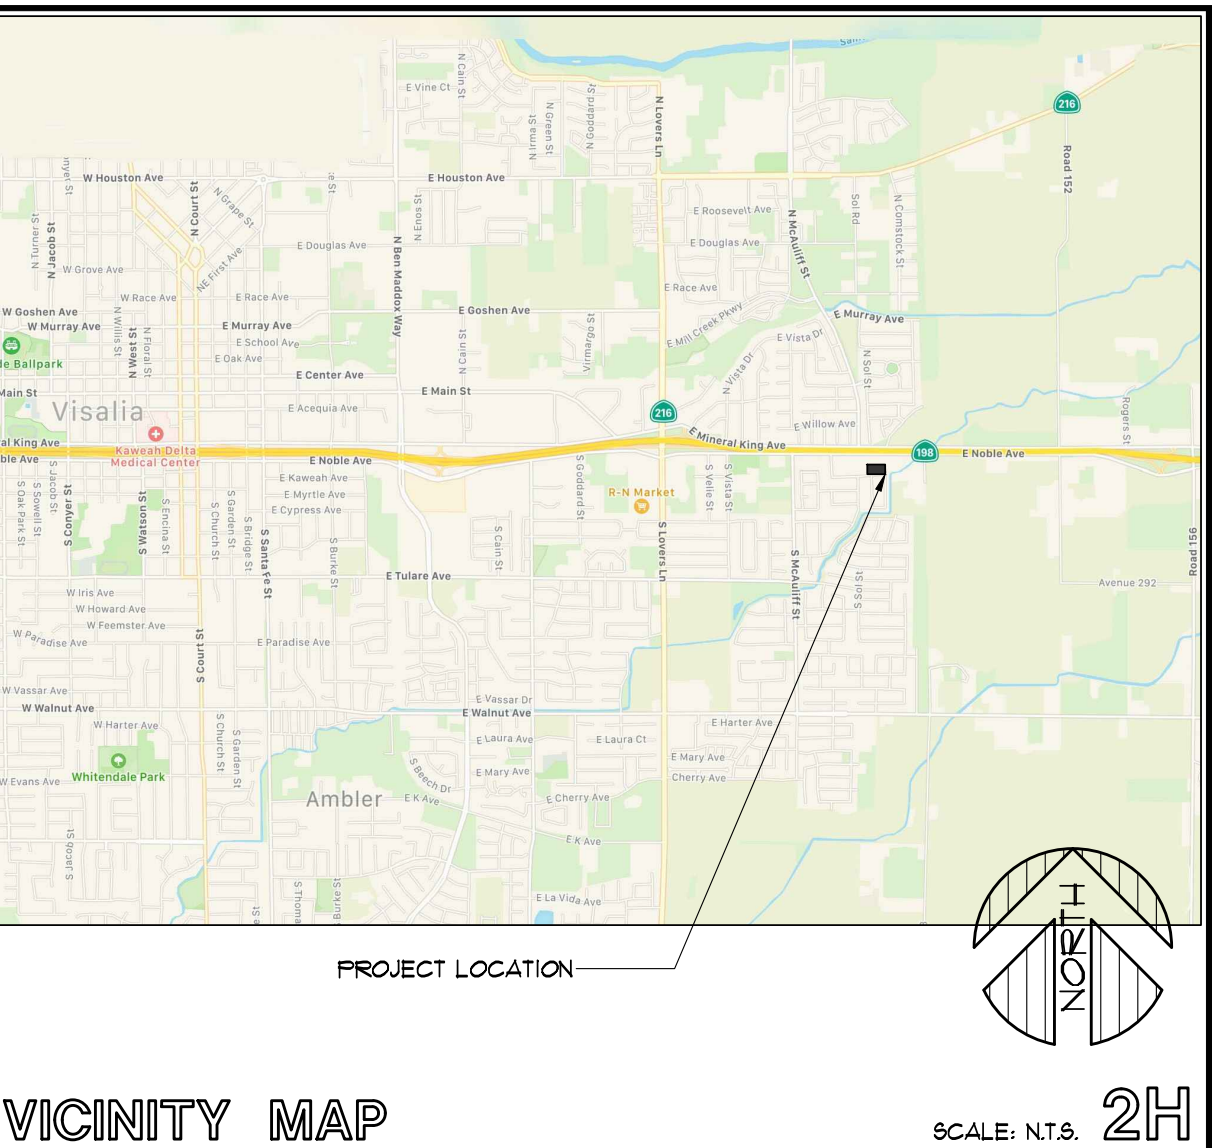 Sain
N Cain St
E Vine Ct
N Irma St
N Green St
N Goddard St
N Lovers Ln
216
Road 152
W Houston Ave
E Houston Ave
N Court St
N Grape St
N Enos St
N Turner St
N Jacob St
E Roosevelt Ave
Sol Rd
N Comstock St
N McAuliff St
E Douglas Ave
E Douglas Ave
NE First Ave
W Grove Ave
N Ben Maddox Way
W Race Ave
E Race Ave
E Race Ave
W Goshen Ave
E Goshen Ave
W Murray Ave
E Murray Ave
E Murray Ave
N Willis St
N West St
N Floral St
E School Ave
E Oak Ave
N Cain St
Virmargo St
E Mill Creek Pkwy
E Vista Dr
N Vista Dr
N Sol St
de Ballpark
E Center Ave
Main St
E Main St
Visalia
E Acequia Ave
216
Rogers St
E Willow Ave
al King Ave
E Mineral King Ave
Kaweah Delta
Medical Center
ble Ave
E Noble Ave
198
E Noble Ave
E Kaweah Ave
E Myrtle Ave
E Cypress Ave
R-N Market
S Goddard St
S Velie St
S Vista St
S Oak Park St
S Sowell St
S Jacob St
S Conyer St
S Watson St
S Encina St
S Church St
S Garden St
S Bridge St
S Santa Fe St
S Burke St
S Cain St
S Lovers Ln
S McAuliff St
S Sol St
Road 156
E Tulare Ave
Avenue 292
W Iris Ave
W Howard Ave
W Feemster Ave
W Paradise Ave
E Paradise Ave
S Court St
W Vassar Ave
E Vassar Dr
W Walnut Ave
E Walnut Ave
W Harter Ave
E Harter Ave
S Church St
S Garden St
E Laura Ave
E Laura Ct
E Mary Ave
E Mary Ave
Cherry Ave
Whitendale Park
W Evans Ave
S Beech Dr
Ambler
E K Ave
E Cherry Ave
S Jacob St
E K Ave
S Thoma
Burke St
e St
E La Vida Ave
NORTH
PROJECT LOCATION
VICINITY MAP
SCALE: N.T.S.
2H